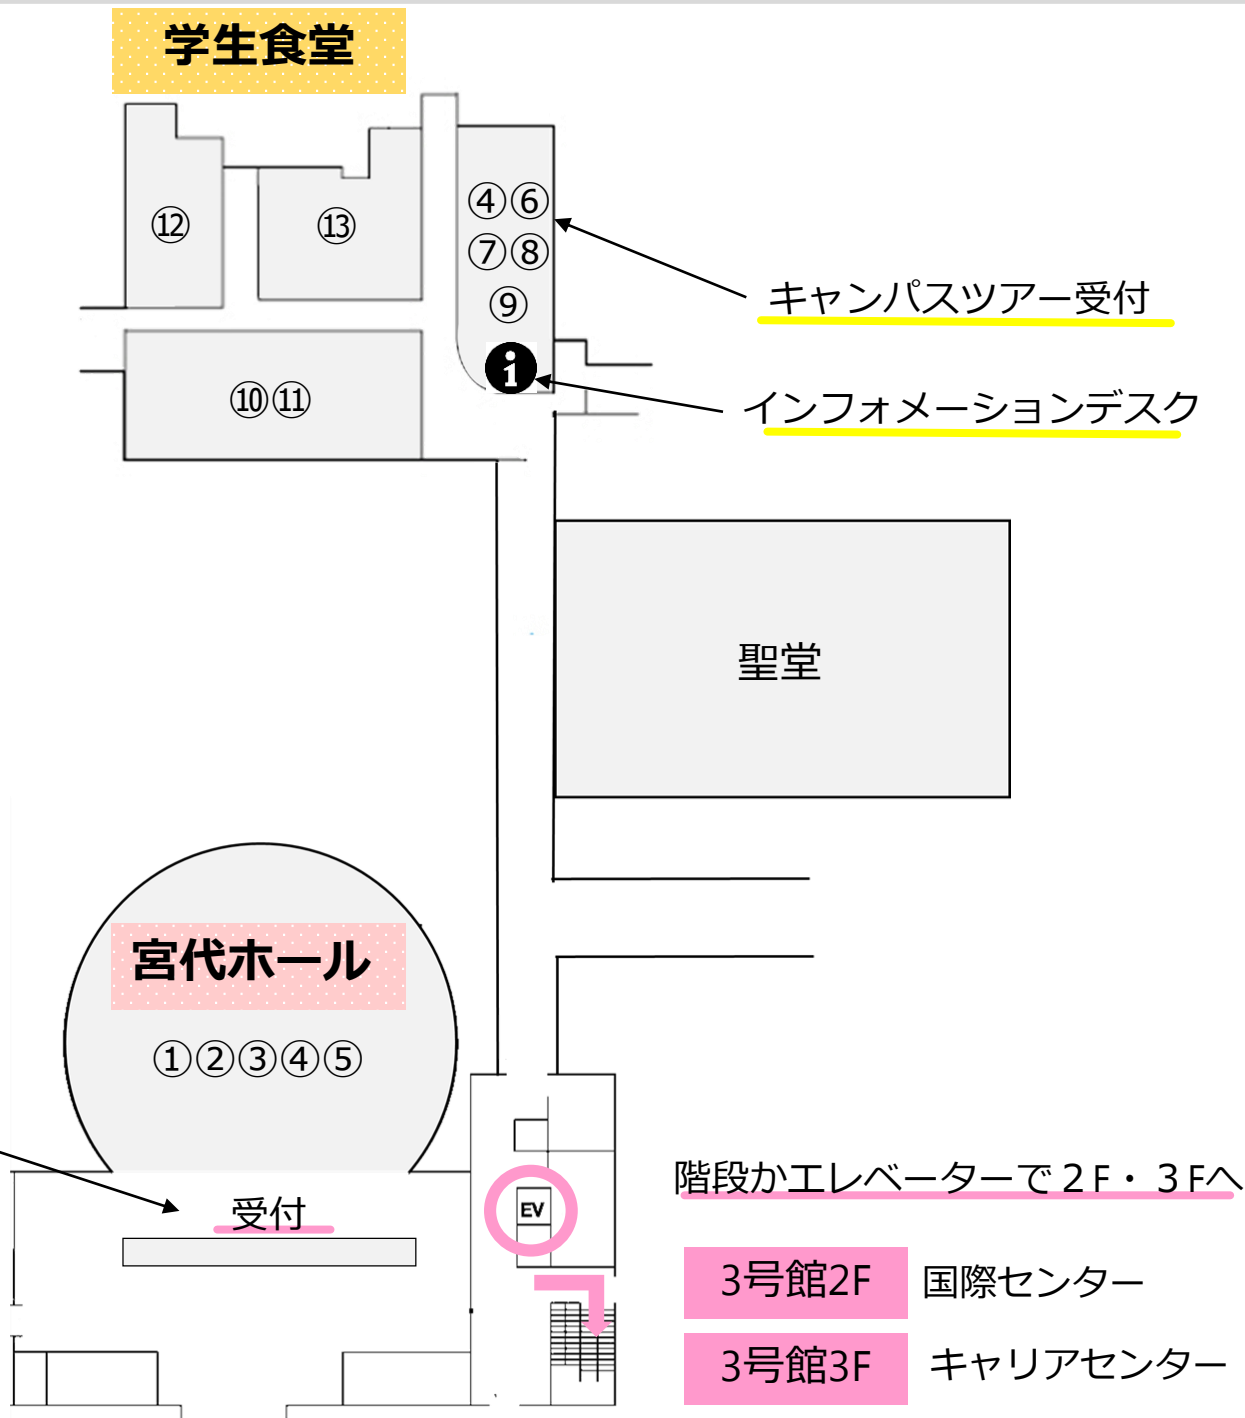 学生食堂
④⑥
⑫
⑬
⑦⑧
キャンパスツアー受付
⑨
i
⑩⑪
インフォメーションデスク
聖堂
宮代ホール
①②③④⑤
受付
EV
階段かエレベーターで２F・３Fへ
3号館2F 国際センター
3号館3F キャリアセンター